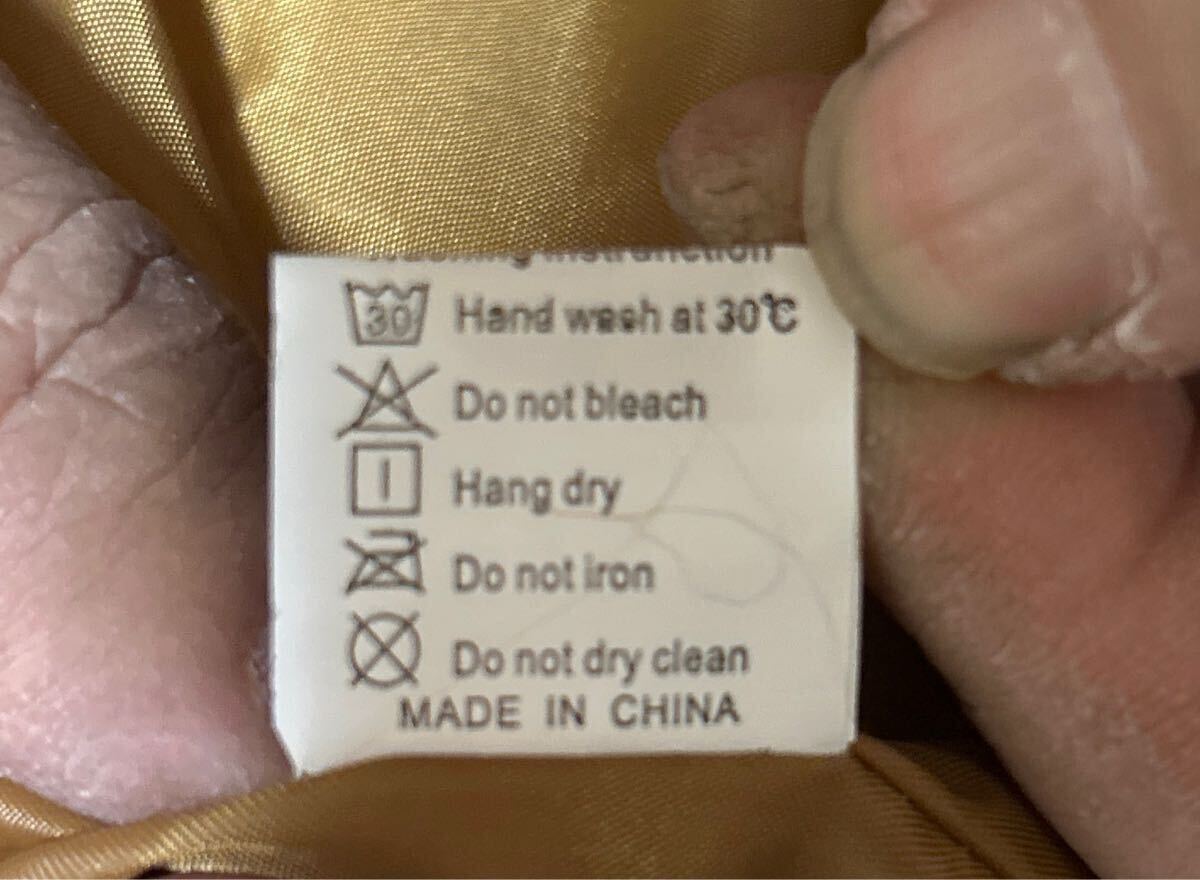 instrunction
30 Hand wash at 30℃
Do not bleach
Hang dry
Do not iron
Do not dry clean
MADE IN CHINA